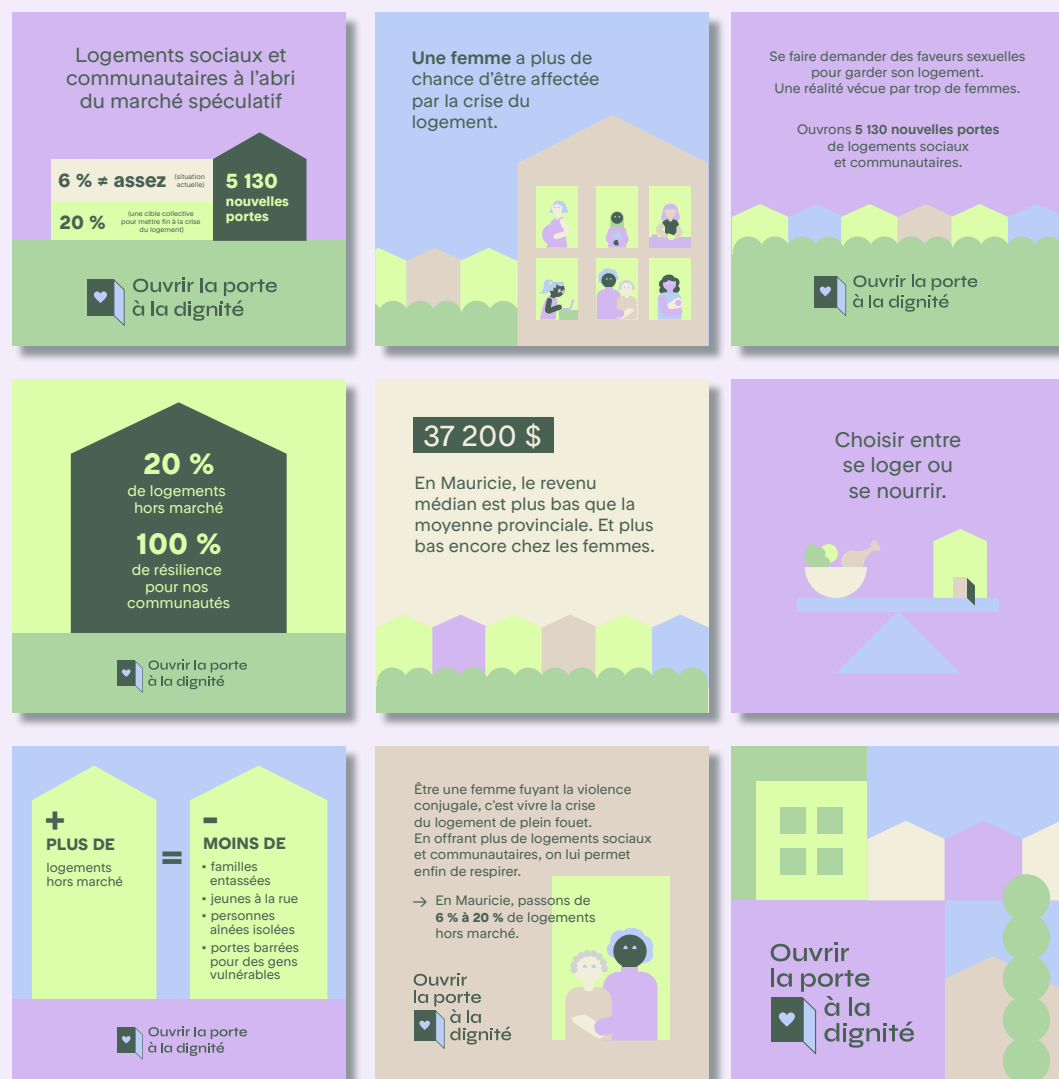 Logements sociaux et
communautaires à l'abri
du marché spéculatif
6 % ≠ assez
(situation
actuelle)
20 %
(une cible collective
pour mettre fin à la crise
du logement)
5 130
nouvelles
portes
Ouvrir la porte
à la dignité
Une femme a plus de
chance d'être affectée
par la crise du
logement.
Se faire demander des faveurs sexuelles
pour garder son logement.
Une réalité vécue par trop de femmes.
Ouvrons 5 130 nouvelles portes
de logements sociaux
et communautaires.
Ouvrir la porte
à la dignité
20 %
de logements
hors marché
100 %
de résilience
pour nos
communautés
Ouvrir la porte
à la dignité
37 200 $
En Mauricie, le revenu
médian est plus bas que la
moyenne provinciale. Et plus
bas encore chez les femmes.
Choisir entre
se loger ou
se nourrir.
+
PLUS DE
logements
hors marché
=
-
MOINS DE
• familles
entassées
• jeunes à la rue
• personnes
aînées isolées
• portes barrées
pour des gens
vulnérables
Ouvrir la porte
à la dignité
Être une femme fuyant la violence
conjugale, c'est vivre la crise
du logement de plein fouet.
En offrant plus de logements sociaux
et communautaires, on lui permet
enfin de respirer.
→ En Mauricie, passons de
6 % à 20 % de logements
hors marché.
Ouvrir
la porte
à la
dignité
Ouvrir
la porte
à la
dignité